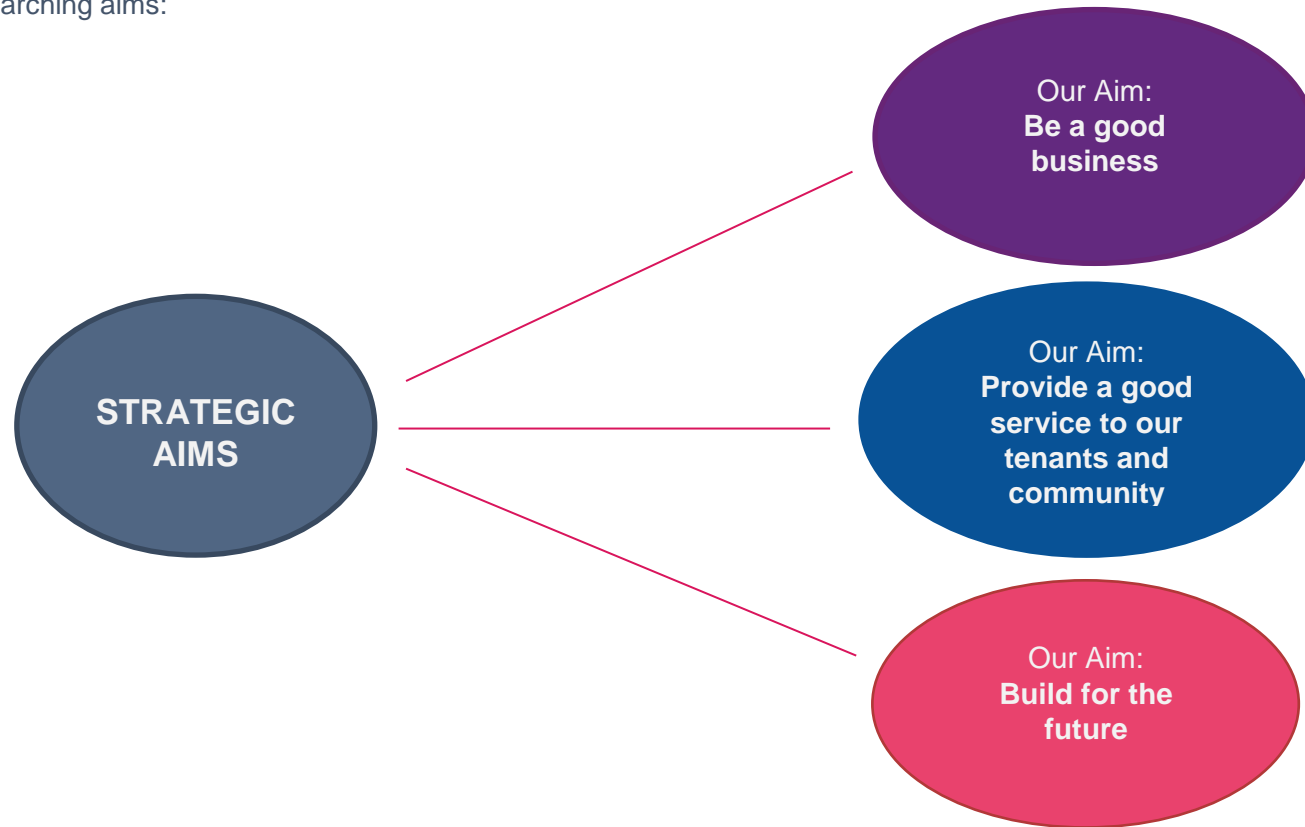 arching aims:
Our Aim:
Be a good
business
STRATEGIC
AIMS
Our Aim:
Provide a good
service to our
tenants and
community
Our Aim:
Build for the
future